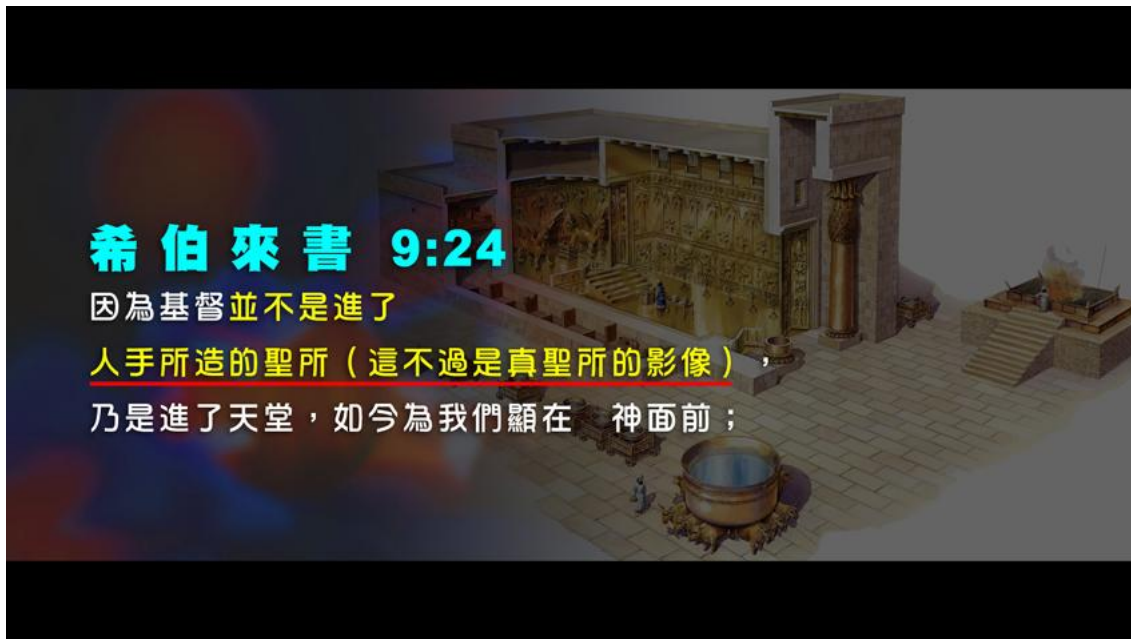 希伯來書 9:24
因為基督並不是進了
人手所造的聖所（這不過是真聖所的影像），
乃是進了天堂，如今為我們顯在　神面前；